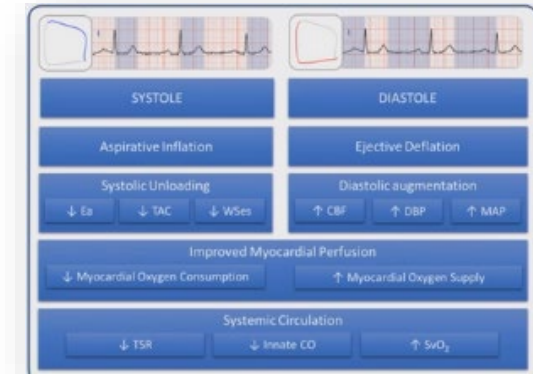 SYSTOLE
DIASTOLE
Aspirative Inflation
Ejective Deflation
Systolic Unloading
↓ Ea ↓ TAC ↓ WSes
Diastolic augmentation
↑ CBF ↑ DBP ↑ MAP
Improved Myocardial Perfusion
↓ Myocardial Oxygen Consumption
↑ Myocardial Oxygen Supply
Systemic Circulation
↓ TSR ↓ Innate CO ↑ SvO₂